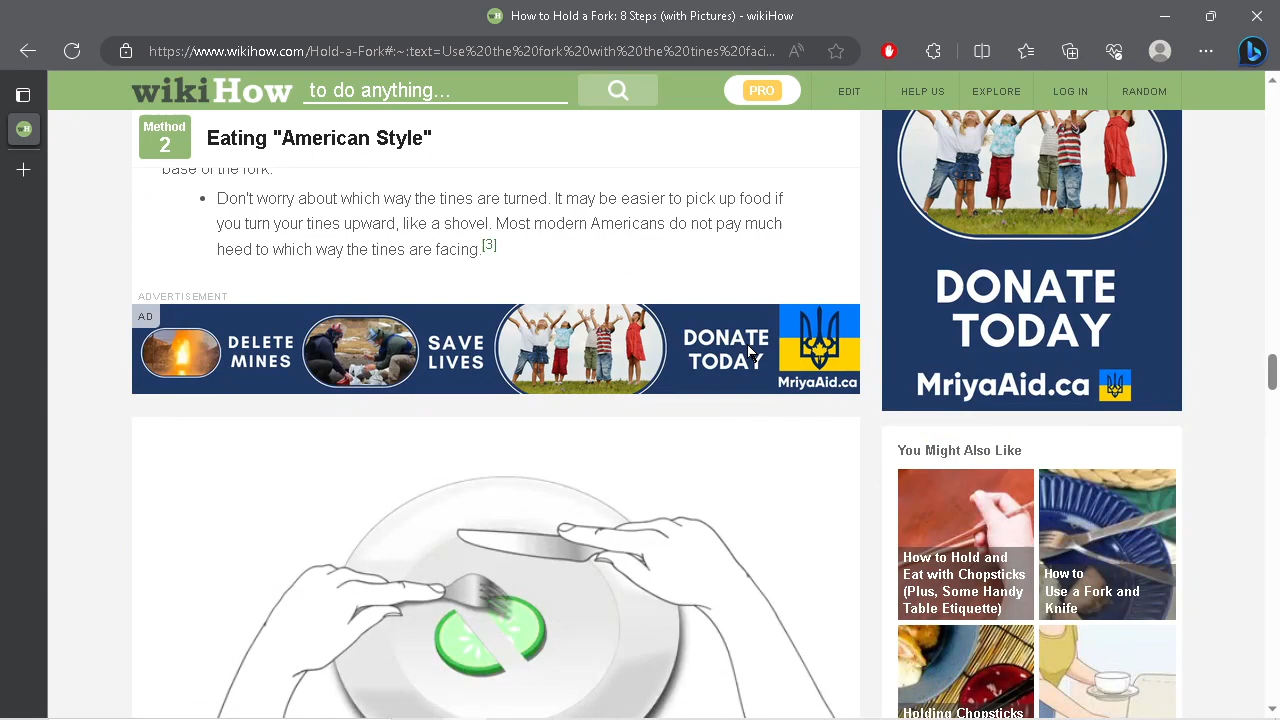 How to Hold a Fork: 8 Steps (with Pictures) - wikiHow
https://www.wikihow.com/Hold-a-Fork#:~:text=Use%20the%20fork%20with%20the%20tines%20faci...
wikiHow to do anything... PRO EDIT HELP US EXPLORE LOG IN RANDOM
Method
2
Eating "American Style"
base of the fork.
Don't worry about which way the tines are turned. It may be easier to pick up food if
you turn your tines upward, like a shovel. Most modern Americans do not pay much
heed to which way the tines are facing.[3]
ADVERTISEMENT
AD
DELETE
MINES
SAVE
LIVES
DONATE
TODAY
MriyaAid.ca
DONATE
TODAY
MriyaAid.ca
You Might Also Like
How to Hold and
Eat with Chopsticks
(Plus, Some Handy
Table Etiquette)
How to
Use a Fork and
Knife
Holding Chopsticks